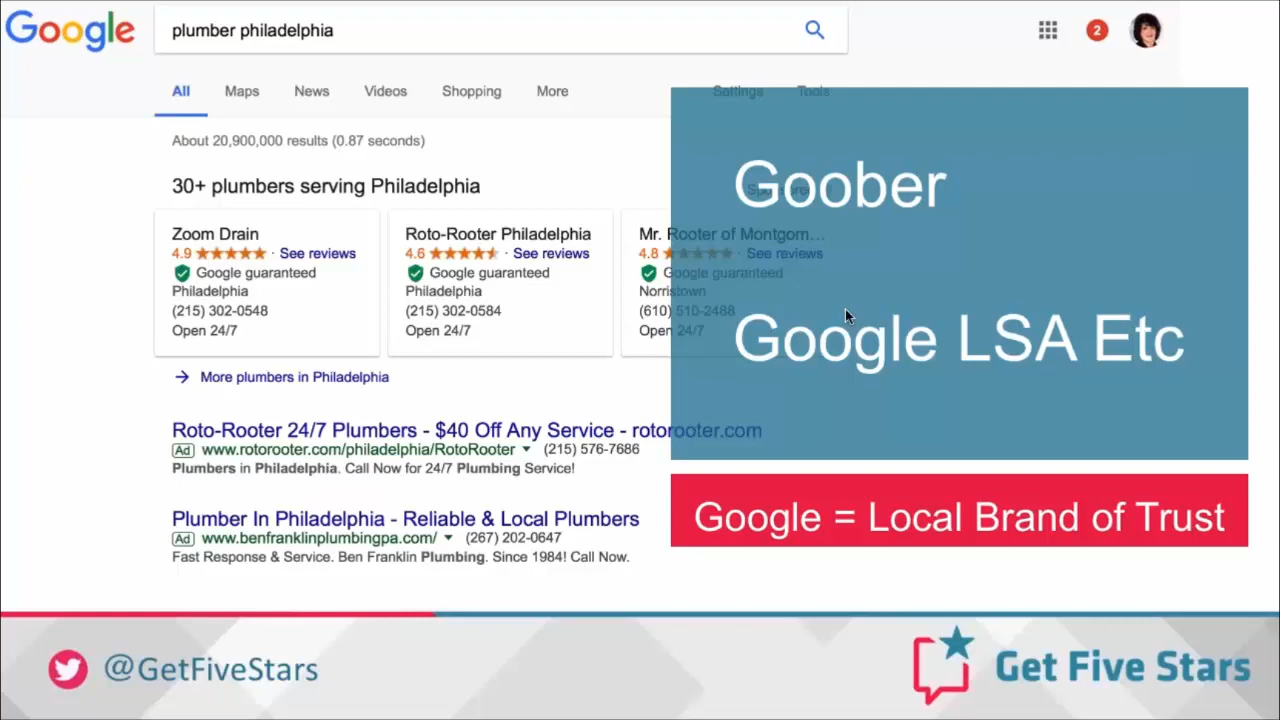 Google
plumber philadelphia
2
All Maps News Videos Shopping More Settings Tools
About 20,900,000 results (0.87 seconds)
30+ plumbers serving Philadelphia
Zoom Drain
4.9 · See reviews
Google guaranteed
Philadelphia
(215) 302-0548
Open 24/7
Roto-Rooter Philadelphia
4.6 · See reviews
Google guaranteed
Philadelphia
(215) 302-0584
Open 24/7
Mr. Rooter of Montgom...
4.8 · See reviews
Google guaranteed
Norristown
(610) 510-2488
Open 24/7
More plumbers in Philadelphia
Roto-Rooter 24/7 Plumbers - $40 Off Any Service - rotorooter.com
Ad www.rotorooter.com/philadelphia/RotoRooter (215) 576-7686
Plumbers in Philadelphia. Call Now for 24/7 Plumbing Service!
Plumber In Philadelphia - Reliable & Local Plumbers
Ad www.benfranklinplumbingpa.com/ (267) 202-0647
Fast Response & Service. Ben Franklin Plumbing. Since 1984! Call Now.
Goober
Google LSA Etc
Google = Local Brand of Trust
@GetFiveStars
Get Five Stars